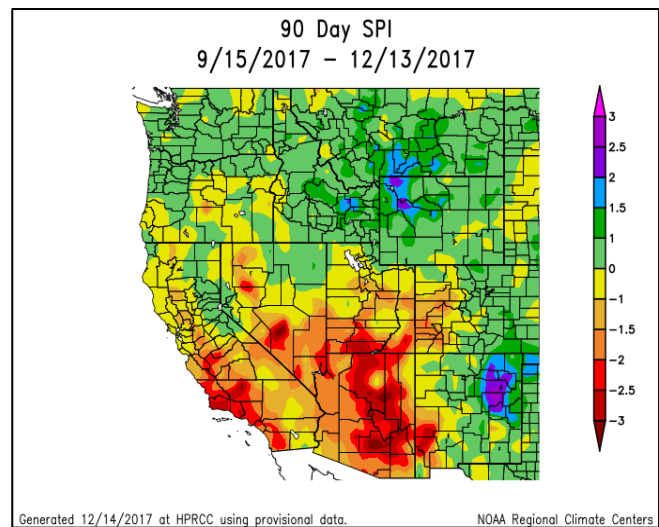 90 Day SPI
9/15/2017 – 12/13/2017
3
2.5
2
1.5
1
0
−1
−1.5
−2
−2.5
−3
Generated 12/14/2017 at HPRCC using provisional data.
NOAA Regional Climate Centers